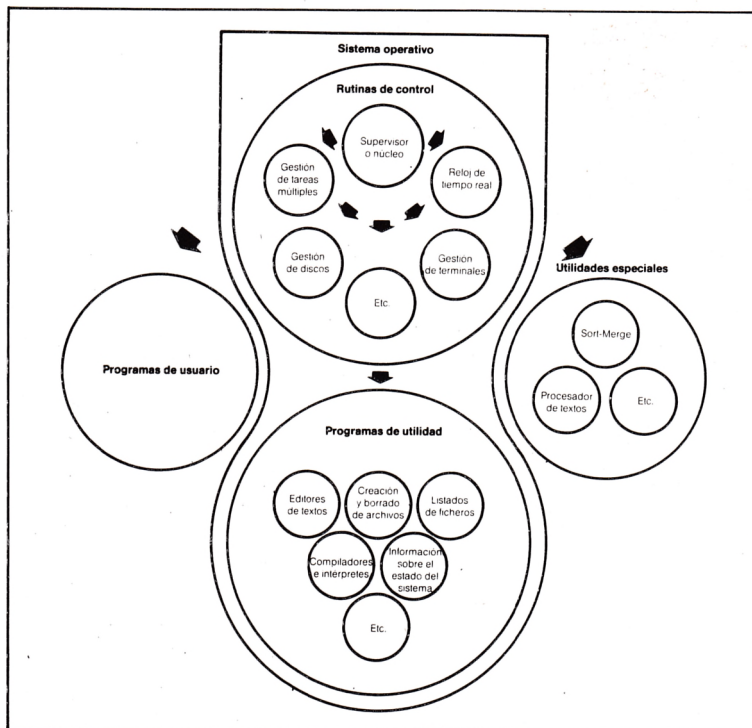 Sistema operativo
Rutinas de control
Supervisor
o núcleo
Gestión
de tareas
múltiples
Reloj de
tiempo real
Gestión
de discos
Gestión
de terminales
Etc.
Utilidades especiales
Sort-Merge
Procesador
de textos
Etc.
Programas de usuario
Programas de utilidad
Editores
de textos
Creación
y borrado
de archivos
Listados
de ficheros
Compiladores
e intérpretes
Información
sobre el
estado del
sistema
Etc.